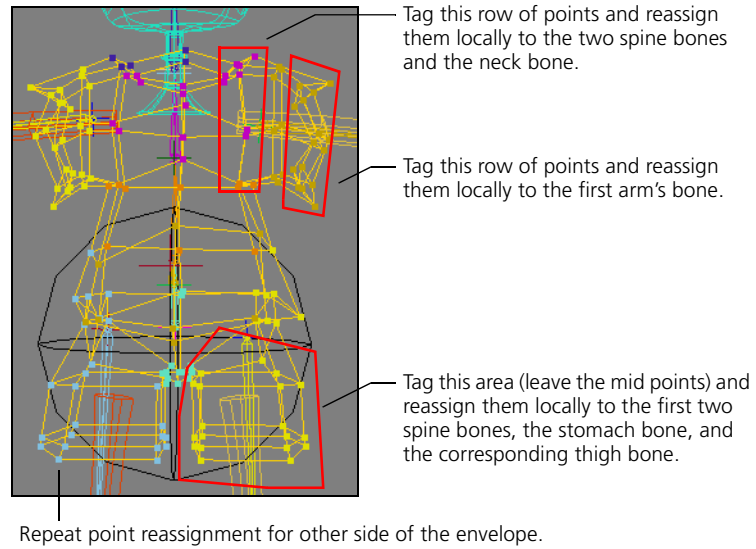 Tag this row of points and reassign
them locally to the two spine bones
and the neck bone.
Tag this row of points and reassign
them locally to the first arm’s bone.
Tag this area (leave the mid points) and
reassign them locally to the first two
spine bones, the stomach bone, and
the corresponding thigh bone.
Repeat point reassignment for other side of the envelope.